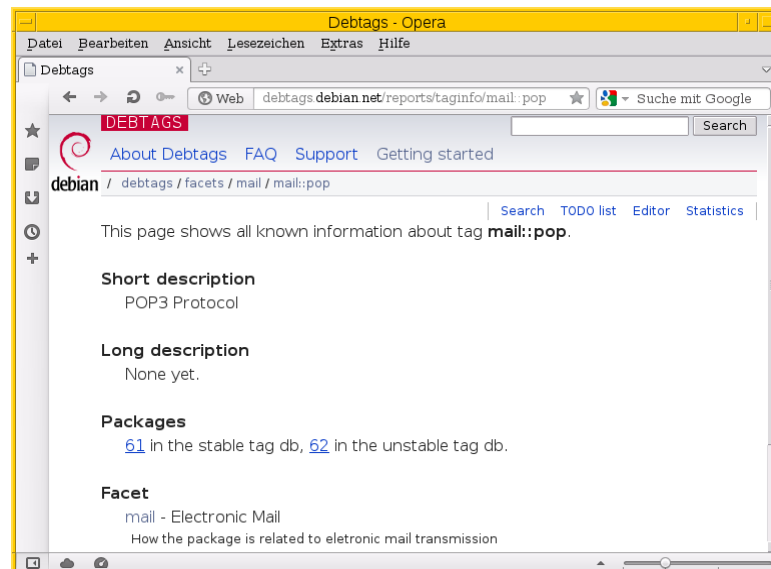 Debtags - Opera
Datei Bearbeiten Ansicht Lesezeichen Extras Hilfe
Debtags
Web debtags.debian.net/reports/taginfo/mail::pop Suche mit Google
DEBTAGS
Search
About Debtags FAQ Support Getting started
debian / debtags / facets / mail / mail::pop
Search TODO list Editor Statistics
This page shows all known information about tag mail::pop.
Short description
POP3 Protocol
Long description
None yet.
Packages
61 in the stable tag db, 62 in the unstable tag db.
Facet
mail - Electronic Mail
How the package is related to eletronic mail transmission